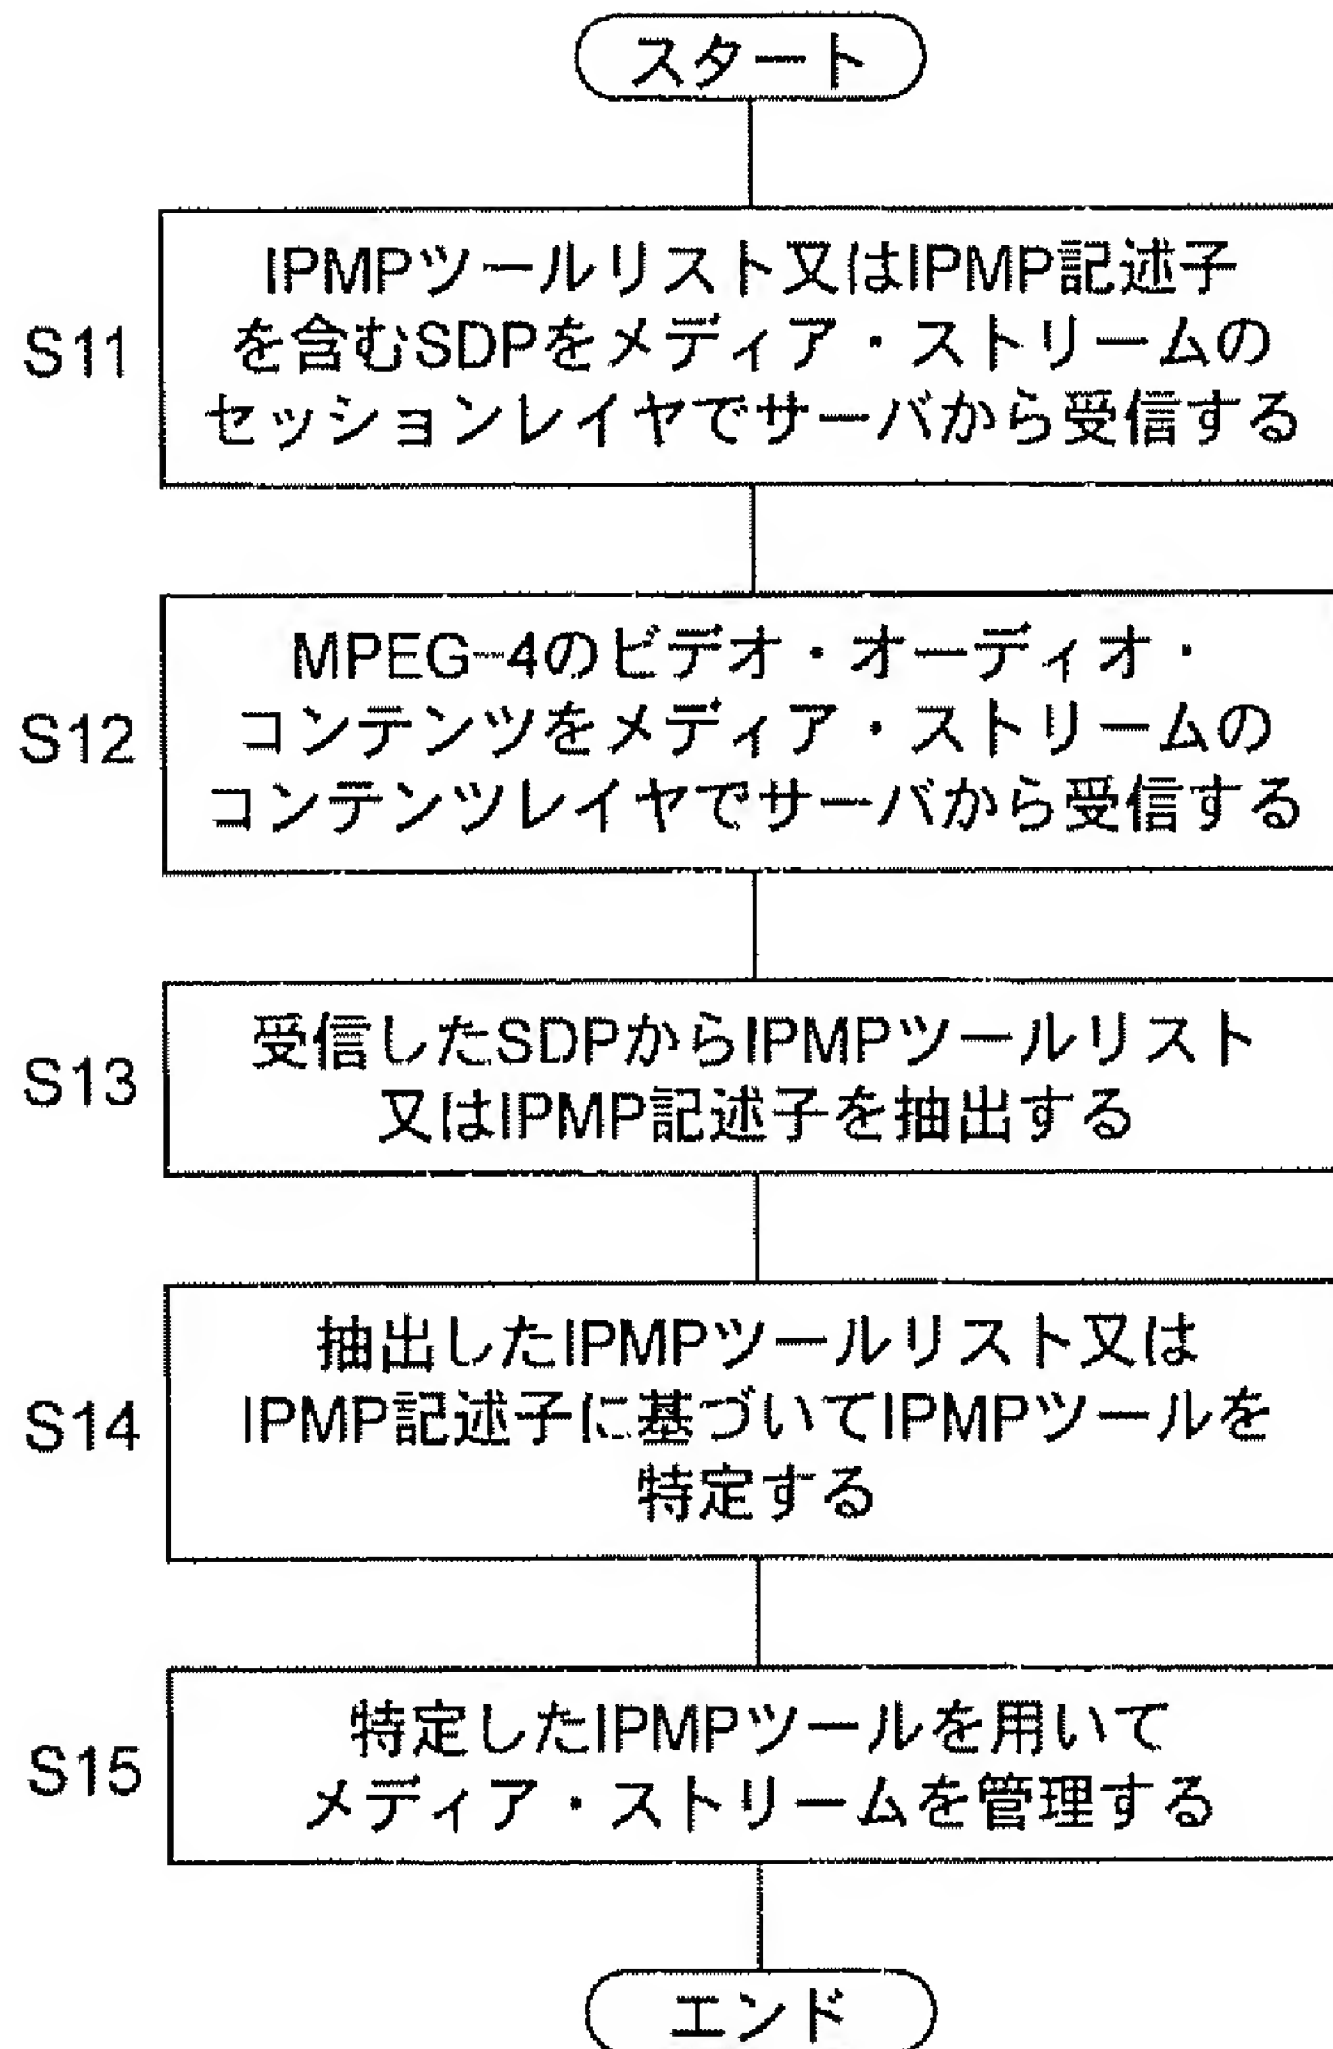 スタート
S11
IPMPツールリスト又はIPMP記述子
を含むSDPをメディア・ストリームの
セッションレイヤでサーバから受信する
S12
MPEG-4のビデオ・オーディオ・
コンテンツをメディア・ストリームの
コンテンツレイヤでサーバから受信する
S13
受信したSDPからIPMPツールリスト
又はIPMP記述子を抽出する
S14
抽出したIPMPツールリスト又は
IPMP記述子に基づいてIPMPツールを
特定する
S15
特定したIPMPツールを用いて
メディア・ストリームを管理する
エンド